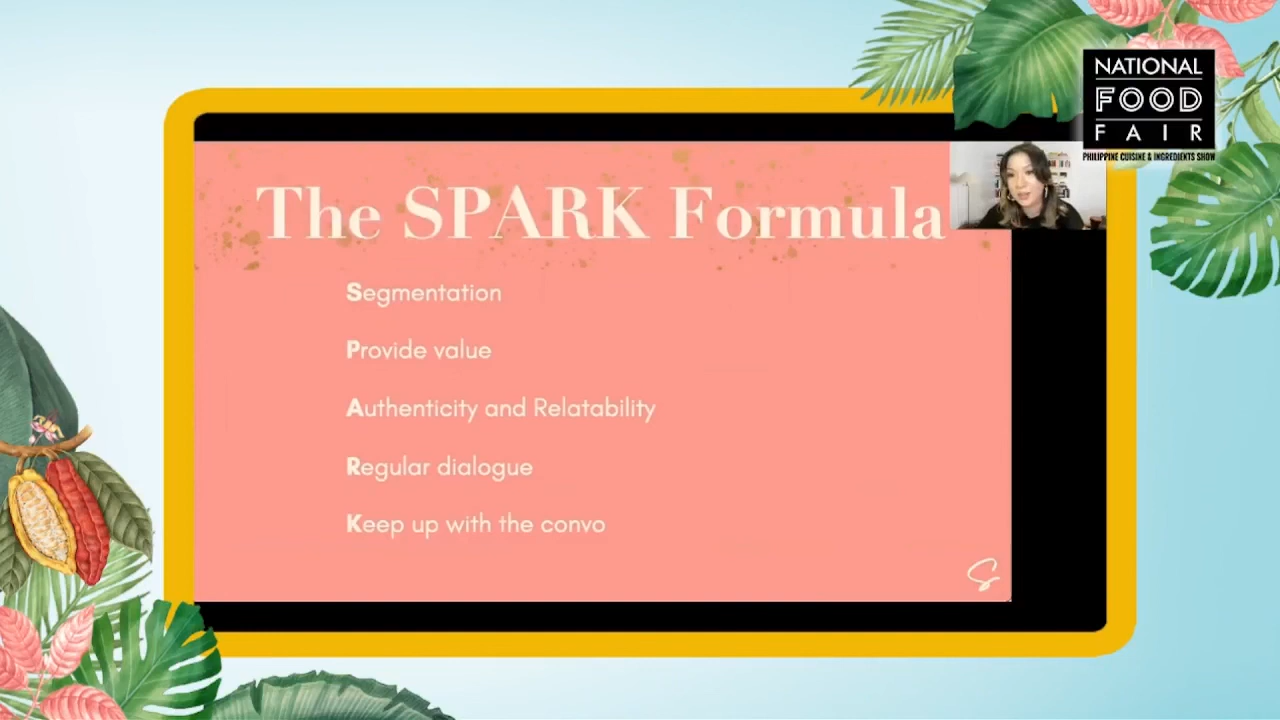 NATIONAL
FOOD
FAIR
PHILIPPINE CUISINE & INGREDIENTS SHOW
The SPARK Formula
Segmentation
Provide value
Authenticity and Relatability
Regular dialogue
Keep up with the convo
S